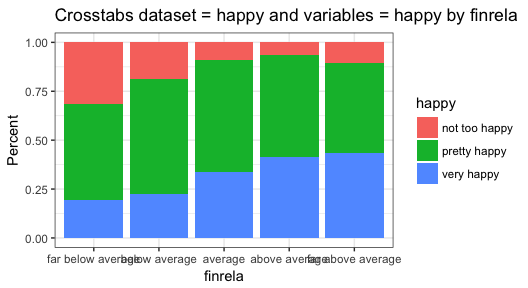 Crosstabs dataset = happy and variables = happy by finrela
1.00
0.75
0.50
0.25
0.00
Percent
far below average below average average above average far above average
finrela
happy
not too happy
pretty happy
very happy